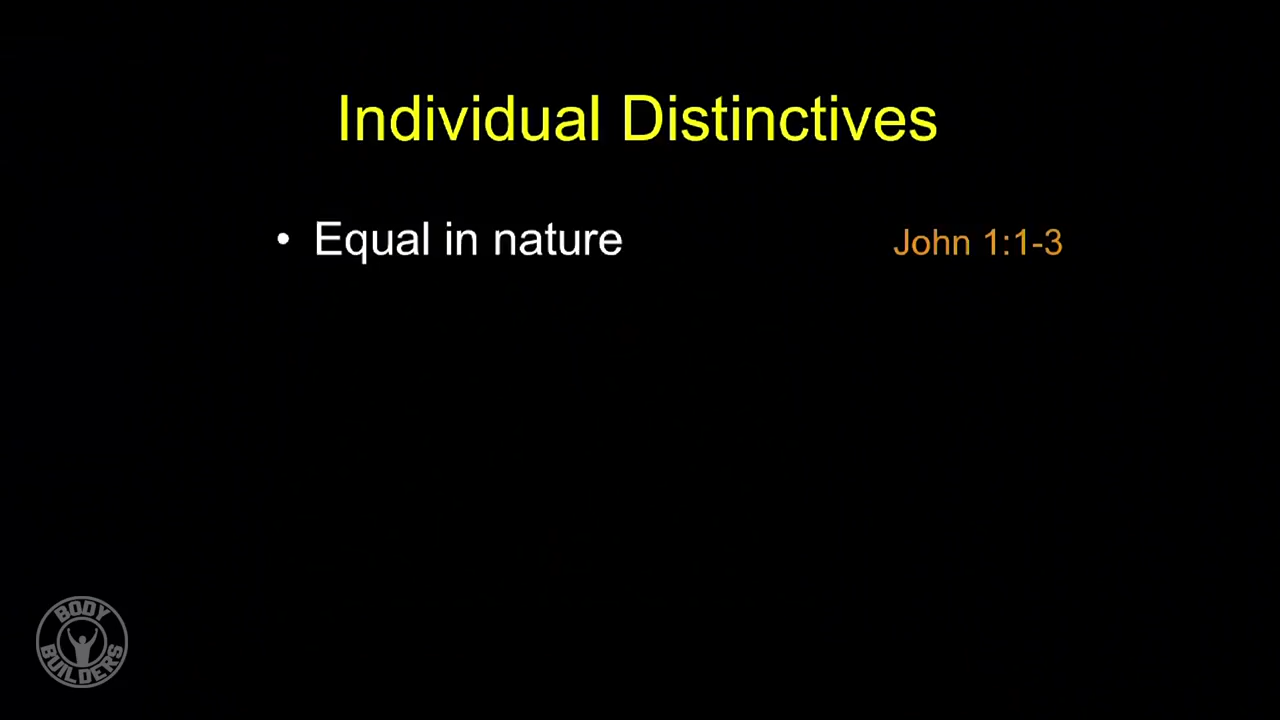 Individual Distinctives
• Equal in nature John 1:1-3
BODY
BUILDERS